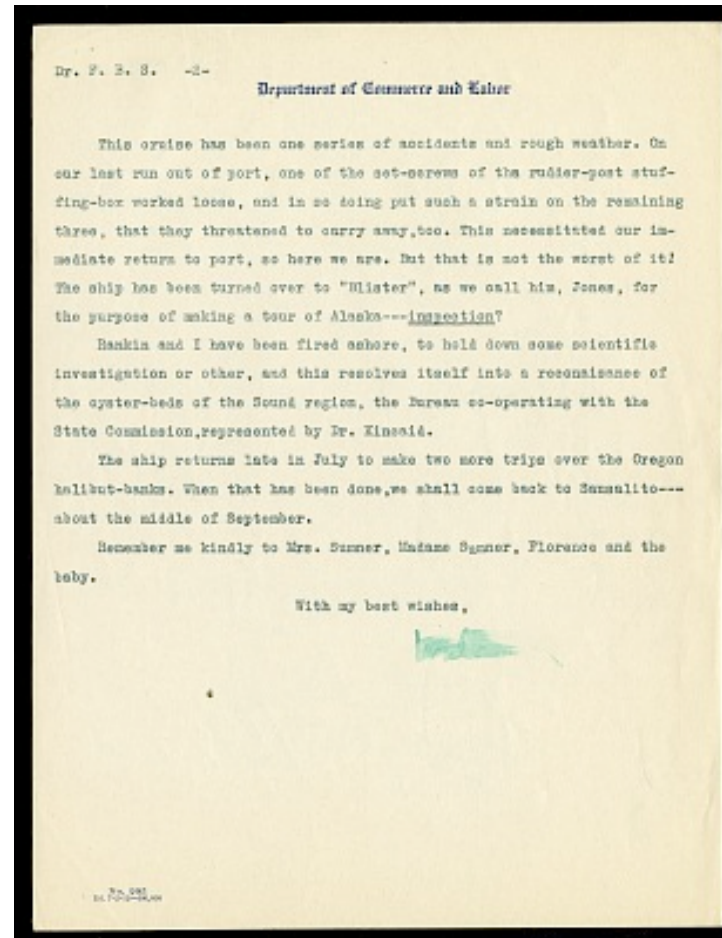 Dr. F. B. S. -2-
Department of Commerce and Labor
This cruise has been one series of accidents and rough weather. On
our last run out of port, one of the set-screws of the rudder-post stuf-
fing-box worked loose, and in so doing put such a strain on the remaining
three, that they threatened to carry away,too. This necessitated our im-
mediate return to port, so here we are. But that is not the worst of it!
The ship has been turned over to "Blister", as we call him, Jones, for
the purpose of making a tour of Alaska---inspection?
Rankin and I have been fired ashore, to hold down some scientific
investigation or other, and this resolves itself into a reconaisance of
the oyster-beds of the Sound region, the Bureau co-operating with the
State Commission,represented by Dr. Kincaid.
The ship returns late in July to make two more trips over the Oregon
halibut-banks. When that has been done,we shall come back to Sausalito---
about the middle of September.
Remember me kindly to Mrs. Sumner, Madame Sumner, Florence and the
baby.
With my best wishes,